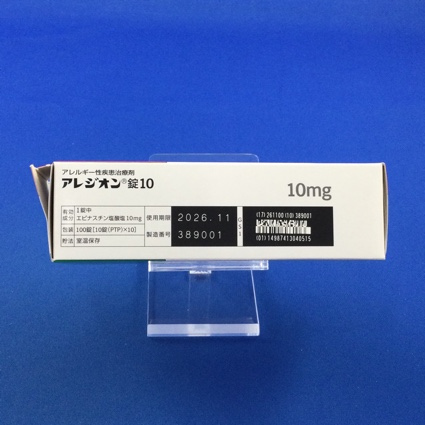 アレルギー性疾患治療剤
アレジオン®錠10
10mg
有効成分 1錠中 エピナスチン塩酸塩 10mg
包装 100錠[10錠(PTP)×10]
貯法 室温保存
使用期限 2026.11
製造番号 389001
GS1
(17) 261100 (10) 389001
(01) 14987413040515